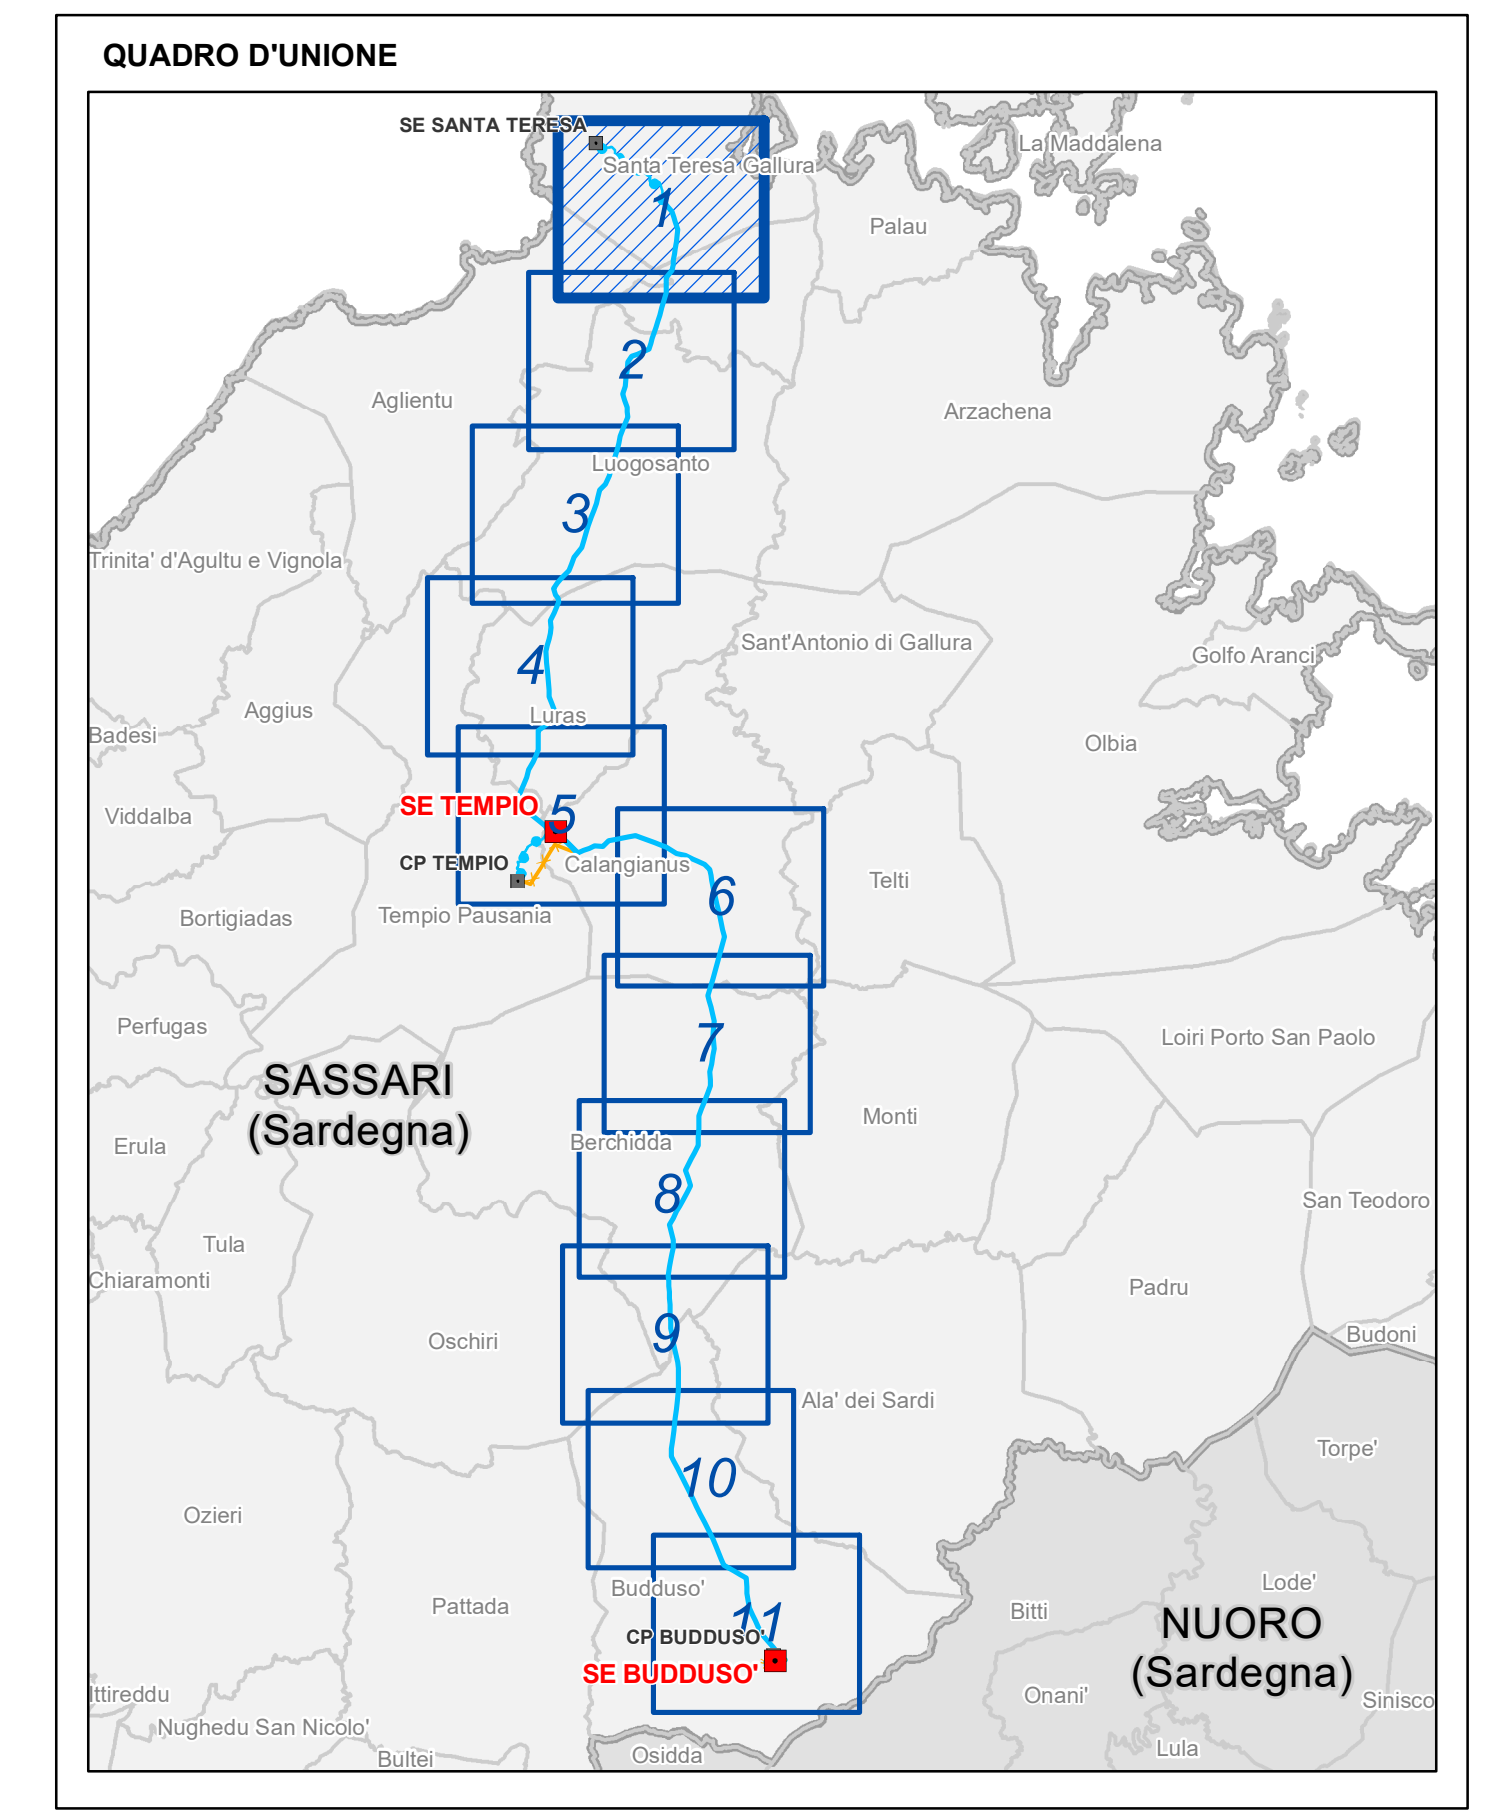 QUADRO D'UNIONE
SE SANTA TERESA
La Maddalena
Santa Teresa Gallura
1
Palau
2
Aglientu
Arzachena
Luogosanto
3
Trinita' d'Agultu e Vignola
Sant'Antonio di Gallura
Golfo Aranci
4
Aggius
Luras
Badesi
Olbia
SE TEMPIO
5
Viddalba
CP TEMPIO
Calangianus
Telti
6
Tempio Pausania
Bortigiadas
Perfugas
Loiri Porto San Paolo
7
SASSARI
(Sardegna)
Monti
Erula
Berchidda
8
San Teodoro
Tula
Chiaramonti
Padru
9
Oschiri
Budoni
Ala' dei Sardi
Torpe'
10
Ozieri
Lode'
Budduso'
Pattada
Bitti
11
NUORO
(Sardegna)
CP BUDDUSO'
SE BUDDUSO'
Ittireddu
Onani'
Sinisco
Nughedu San Nicolo'
Lula
Osidda
Bultei